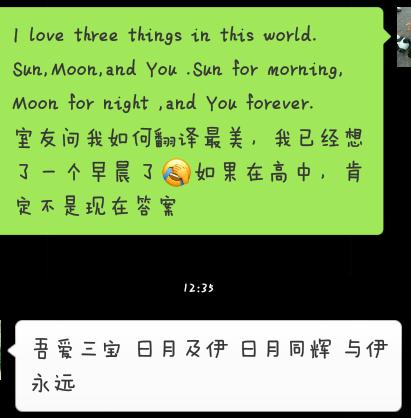 I love three things in this world.
Sun,Moon,and You .Sun for morning,
Moon for night ,and You forever.
室友问我如何翻译最美，我已经想
了一个早晨了🤣如果在高中，肯
定不是现在答案
12:35
吾爱三宝 日月及伊 日月同辉 与伊
永远